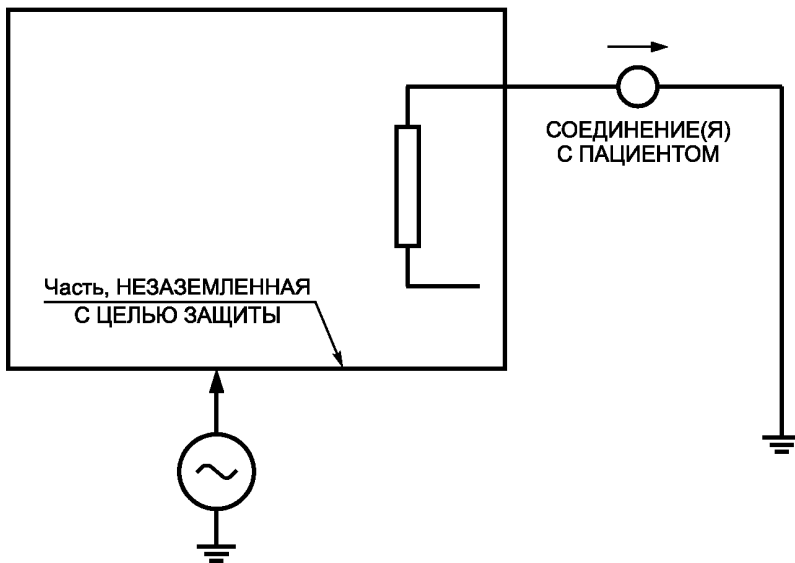 СОЕДИНЕНИЕ(Я)
С ПАЦИЕНТОМ
Часть, НЕЗАЗЕМЛЕННАЯ
С ЦЕЛЬЮ ЗАЩИТЫ